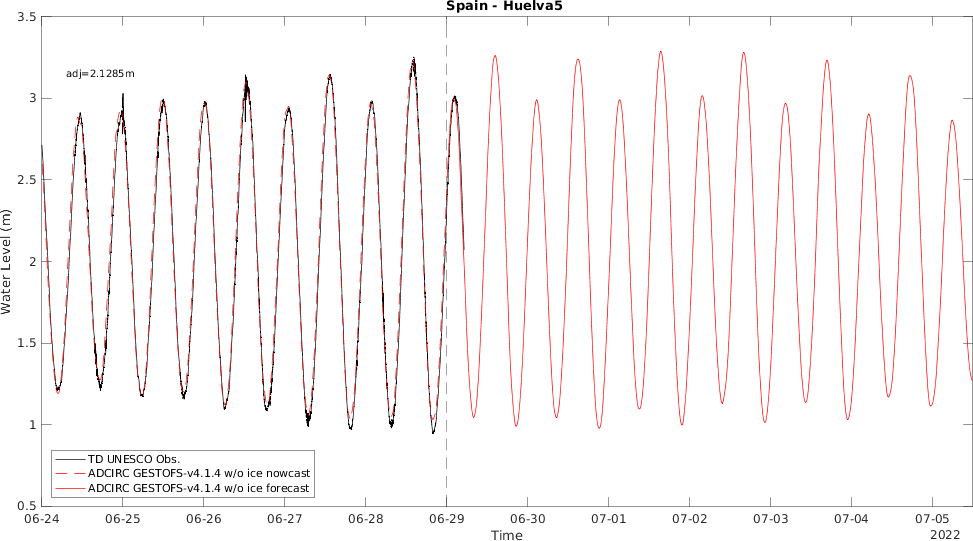 Spain - Huelva5
3.5
adj=2.1285m
3
2.5
2
1.5
1
0.5
Water Level (m)
TD UNESCO Obs.
ADCIRC GESTOFS-v4.1.4 w/o ice nowcast
ADCIRC GESTOFS-v4.1.4 w/o ice forecast
06-24 06-25 06-26 06-27 06-28 06-29 06-30 07-01 07-02 07-03 07-04 07-05
Time
2022